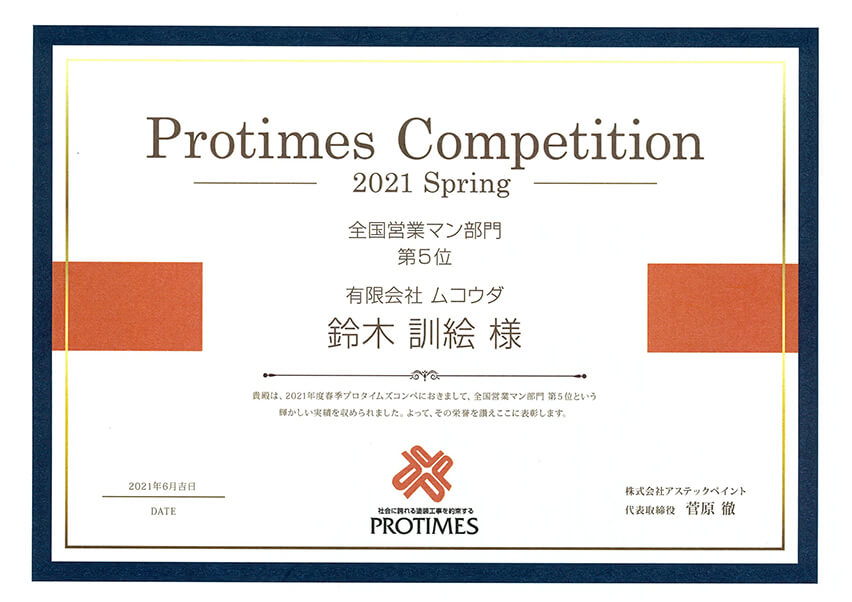 Protimes Competition
2021 Spring
全国営業マン部門
第5位
有限会社 ムコウダ
鈴木 訓絵 様
貴殿は、2021年度春季プロタイムズコンペにおきまして、全国営業マン部門 第5位という
輝かしい実績を収められました。よって、その栄誉を讃えここに表彰します。
2021年6月吉日
DATE
社会に誇れる塗装工事を約束する
PROTIMES
株式会社アステックペイント
代表取締役 菅原 徹